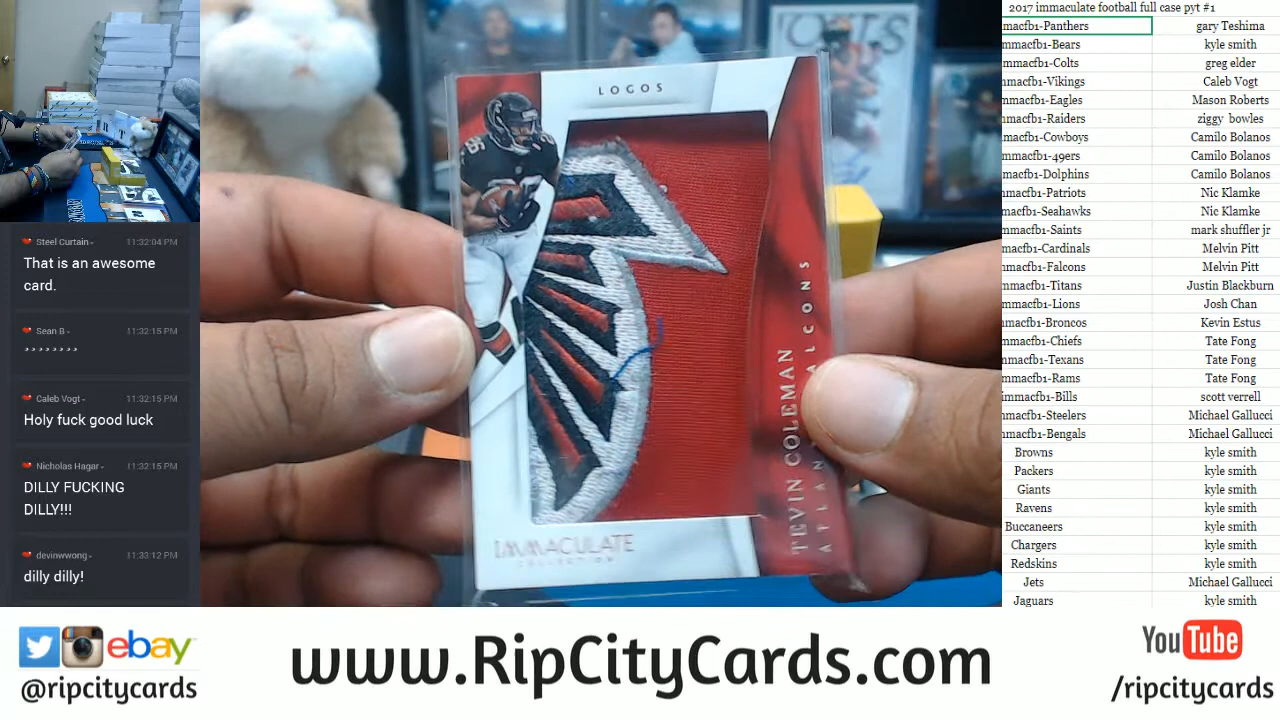 Steel Curtain 11:32:04 PM
That is an awesome
card.
Sean B 11:32:15 PM
, , , , , , , ,
Caleb Vogt 11:32:15 PM
Holy fuck good luck
Nicholas Hagar 11:32:15 PM
DILLY FUCKING
DILLY!!!
devinwwong 11:33:12 PM
dilly dilly!
LOGOS
TEVIN COLEMAN
ATLANTA FALCONS
IMMACULATE
COLLECTION
2017 immaculate football full case pyt #1
macfb1-Panthers gary Teshima
mmacfb1-Bears kyle smith
mmacfb1-Colts greg elder
mmacfb1-Vikings Caleb Vogt
mmacfb1-Eagles Mason Roberts
mmacfb1-Raiders ziggy bowles
mmacfb1-Cowboys Camilo Bolanos
mmacfb1-49ers Camilo Bolanos
mmacfb1-Dolphins Camilo Bolanos
mmacfb1-Patriots Nic Klamke
mmacfb1-Seahawks Nic Klamke
mmacfb1-Saints mark shuffler jr
macfb1-Cardinals Melvin Pitt
mmacfb1-Falcons Melvin Pitt
mmacfb1-Titans Justin Blackburn
mmacfb1-Lions Josh Chan
mmacfb1-Broncos Kevin Estus
mmacfb1-Chiefs Tate Fong
mmacfb1-Texans Tate Fong
mmacfb1-Rams Tate Fong
immacfb1-Bills scott verrell
mmacfb1-Steelers Michael Gallucci
mmacfb1-Bengals Michael Gallucci
Browns kyle smith
Packers kyle smith
Giants kyle smith
Ravens kyle smith
Buccaneers kyle smith
Chargers kyle smith
Redskins kyle smith
Jets Michael Gallucci
Jaguars kyle smith
ebay
@ripcitycards
www.RipCityCards.com
YouTube
/ripcitycards